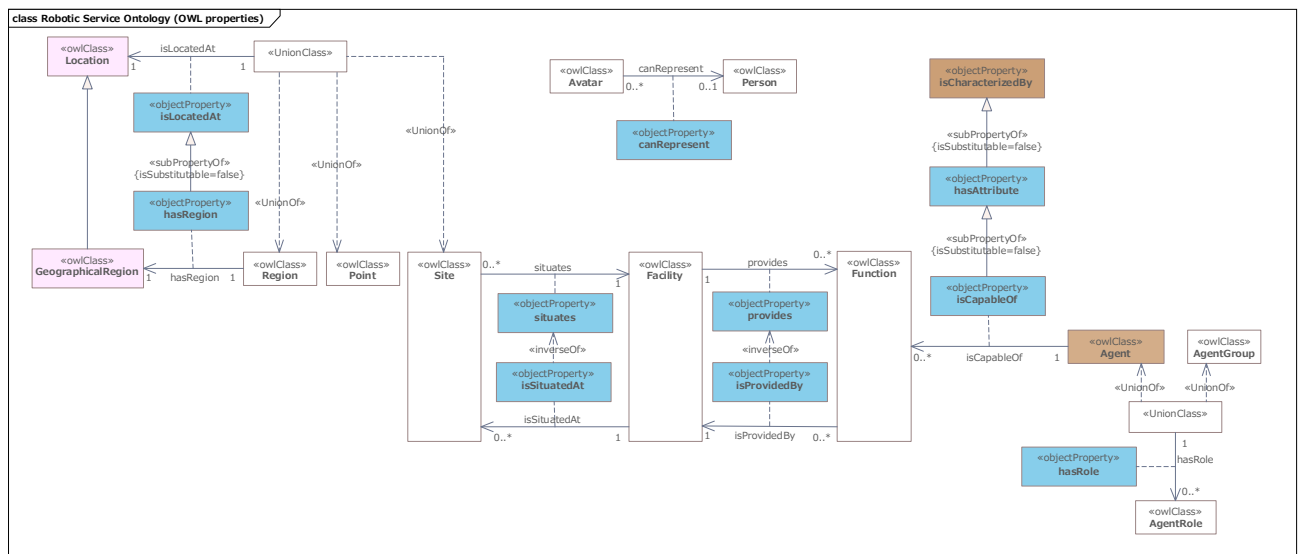 class Robotic Service Ontology (OWL properties)
«owlClass»
Location
isLocatedAt
1
1
«UnionClass»
«objectProperty»
isLocatedAt
«subPropertyOf»
{isSubstitutable=false}
«objectProperty»
hasRegion
«owlClass»
GeographicalRegion
1
hasRegion
1
«UnionOf»
«UnionOf»
«UnionOf»
«owlClass»
Region
«owlClass»
Point
«owlClass»
Avatar
canRepresent
0..*
0..1
«owlClass»
Person
«objectProperty»
canRepresent
«owlClass»
Site
0..*
situates
1
«objectProperty»
situates
«inverseOf»
«objectProperty»
isSituatedAt
isSituatedAt
0..*
1
«owlClass»
Facility
provides
1
0..*
«objectProperty»
provides
«inverseOf»
«objectProperty»
isProvidedBy
1
isProvidedBy
0..*
«owlClass»
Function
«objectProperty»
isCharacterizedBy
«subPropertyOf»
{isSubstitutable=false}
«objectProperty»
hasAttribute
«subPropertyOf»
{isSubstitutable=false}
«objectProperty»
isCapableOf
0..*
isCapableOf
1
«owlClass»
Agent
«owlClass»
AgentGroup
«UnionOf»
«UnionOf»
«UnionClass»
1
hasRole
«objectProperty»
hasRole
0..*
«owlClass»
AgentRole